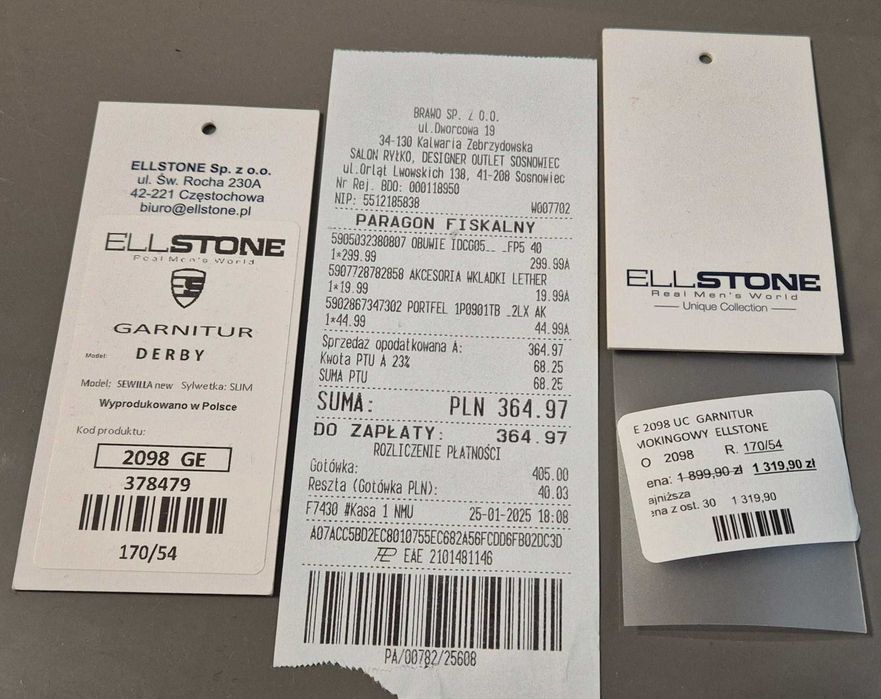 ELLSTONE Sp. z o.o.
ul. Św. Rocha 230A
42-221 Częstochowa
biuro@ellstone.pl
ELLSTONE
Real Men's World
ES
GARNITUR
Model: DERBY
Model: SEWILLA new Sylwetka: SLIM
Wyprodukowano w Polsce
Kod produktu:
2098 GE
378479
170/54
BRAWO SP. Z O.O.
ul.Dworcowa 19
34-130 Kalwaria Zebrzydowska
SALON RYŁKO, DESIGNER OUTLET SOSNOWIEC
ul.Orląt Lwowskich 138, 41-208 Sosnowiec
Nr Rej. BDO: 000118950
NIP: 5512185838 W007702
PARAGON FISKALNY
5905032380807 OBUWIE IDCG05__ _FP5 40
1*299.99 299.99A
5907728782858 AKCESORIA WKLADKI LETHER
1*19.99 19.99A
5902867347302 PORTFEL 1P0901TB _2LX AK
1*44.99 44.99A
Sprzedaż opodatkowana A: 364.97
Kwota PTU A 23% 68.25
SUMA PTU 68.25
SUMA: PLN 364.97
DO ZAPŁATY: 364.97
ROZLICZENIE PŁATNOŚCI
Gotówka: 405.00
Reszta (Gotówka PLN): 40.03
F7430 #Kasa 1 NMU 25-01-2025 18:08
A07ACC5BD2EC8010755EC682A56FCDD6FB02DC3D
EAE 2101481146
PA/00782/25608
ELLSTONE
Real Men's World
Unique Collection
E 2098 UC GARNITUR
MOKINGOWY ELLSTONE
O 2098 R. 170/54
ena: 1 899,90 zł 1 319,90 zł
ajniższa
ena z ost. 30 1 319,90